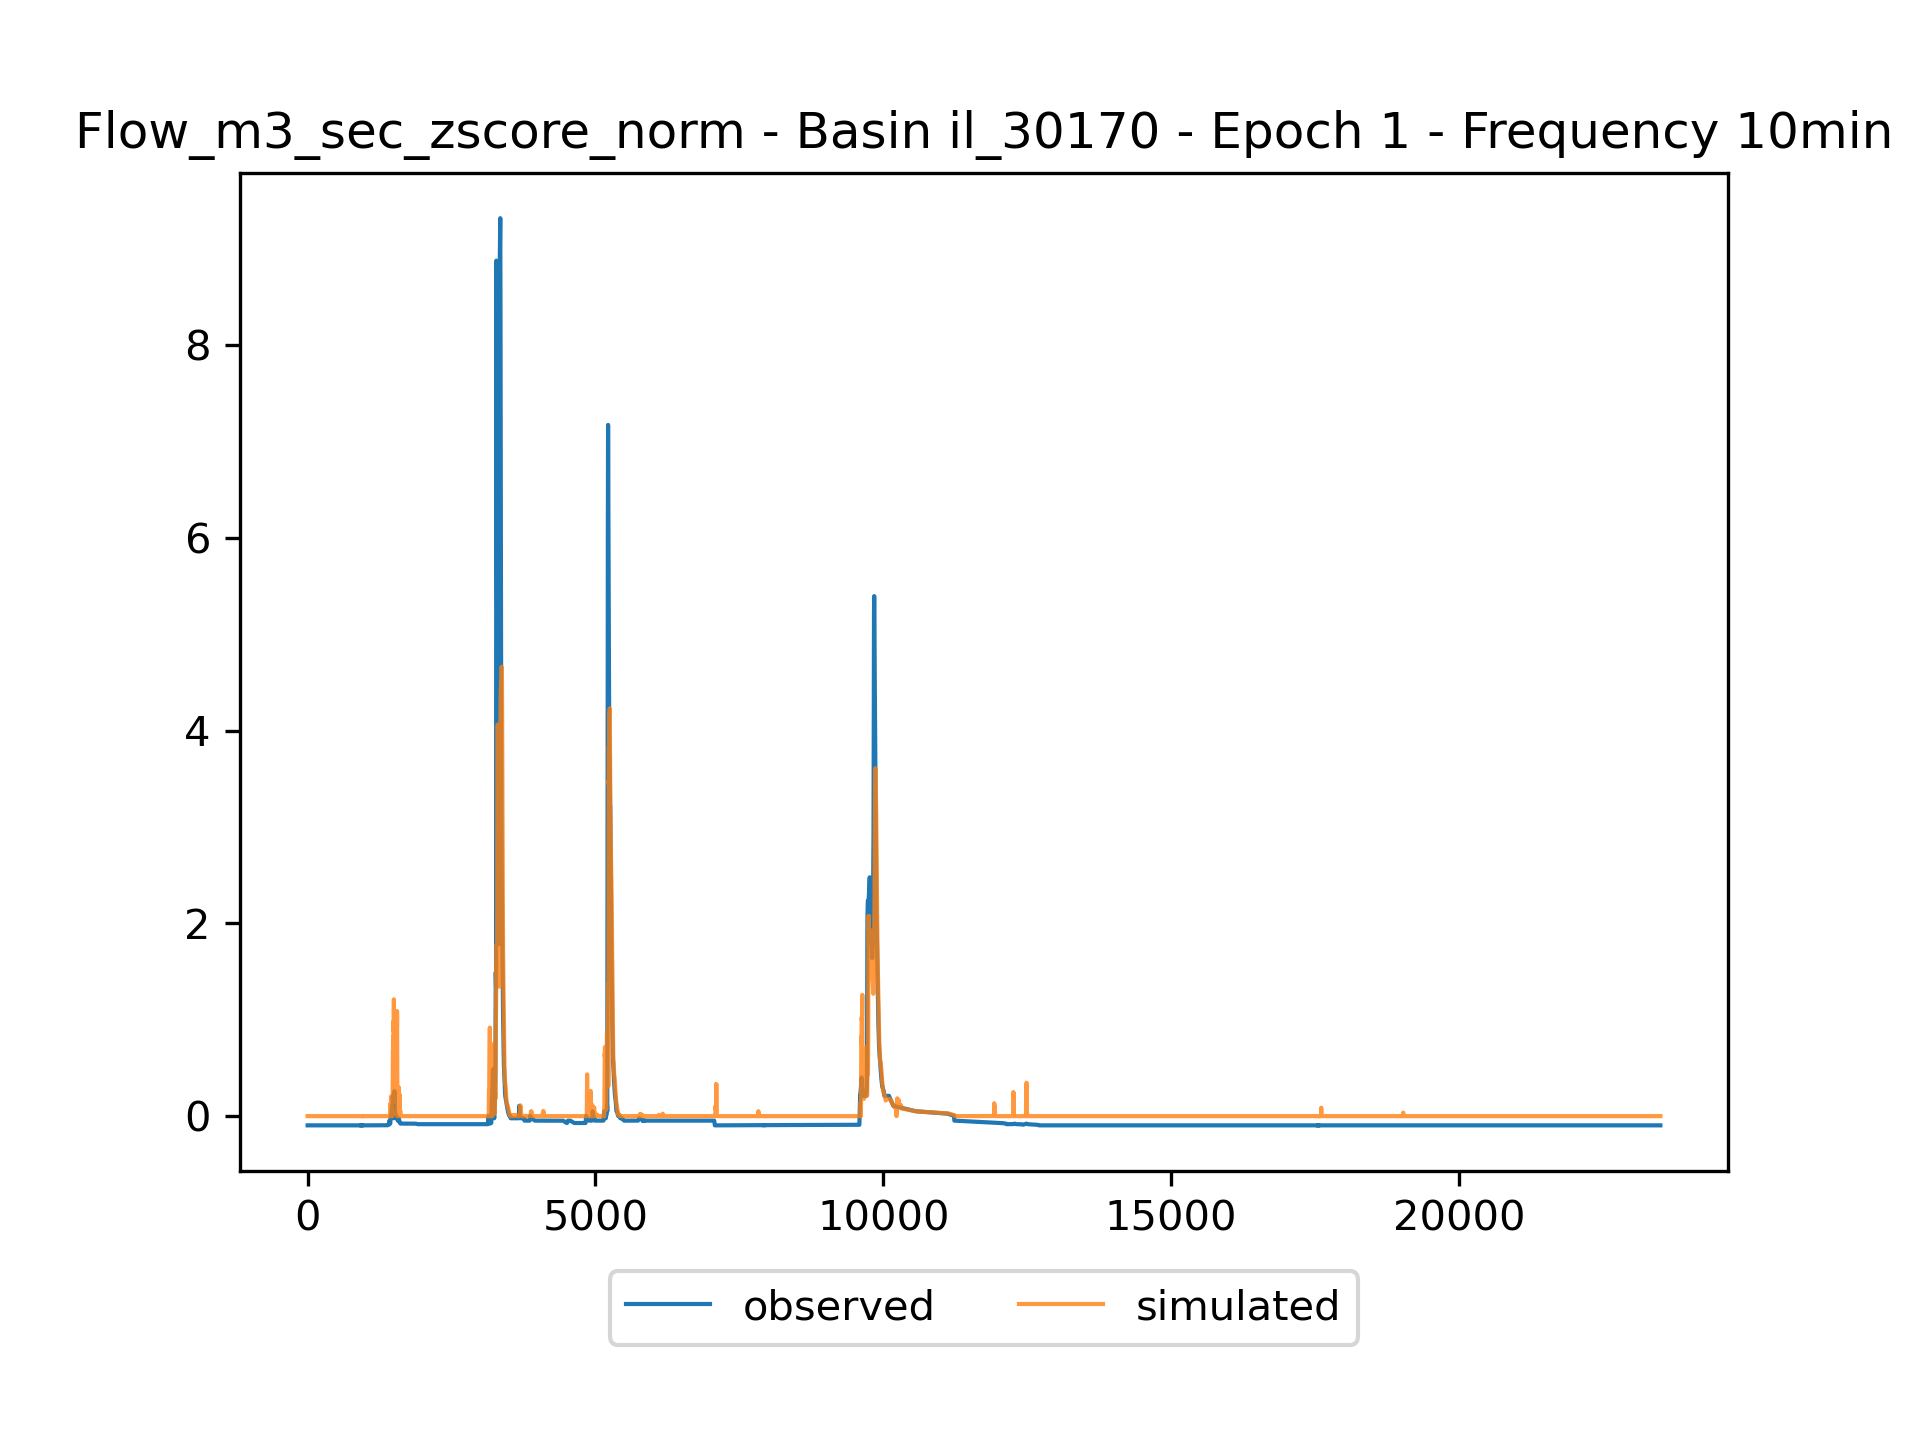 Flow_m3_sec_zscore_norm - Basin il_30170 - Epoch 1 - Frequency 10min
8
6
4
2
0
0 5000 10000 15000 20000
observed simulated